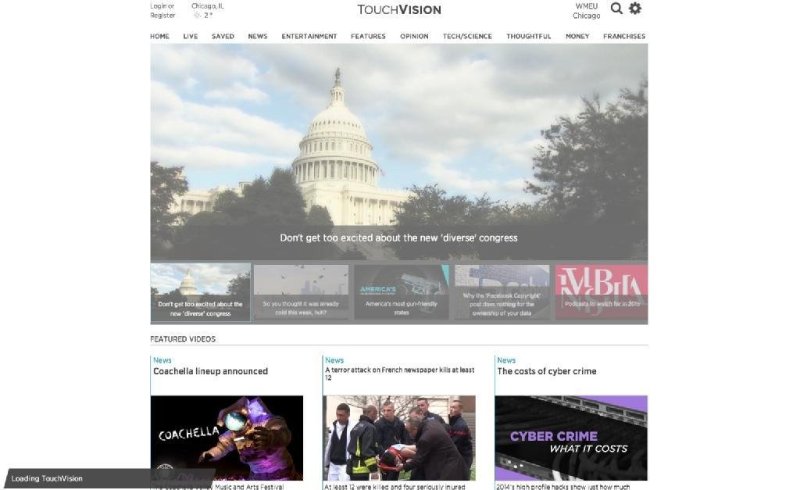 Login or
Register
Chicago, IL
2°
TOUCHVISION
WMEU
Chicago
HOME LIVE SAVED NEWS ENTERTAINMENT FEATURES OPINION TECH/SCIENCE THOUGHTFUL MONEY FRANCHISES
Don't get too excited about the new 'diverse' congress
Don't get too excited about the
new 'diverse' congress
So you thought it was already
cold this week, huh?
AMERICA'S
America's most gun-friendly
states
Why the 'Facebook Copyright'
post does nothing for the
ownership of your data
Podcasts to watch for in 2015
FEATURED VIDEOS
News
Coachella lineup announced
COACHELLA
News
A terror attack on French newspaper kills at least
12
At least 12 were killed and four seriously injured
News
The costs of cyber crime
CYBER CRIME
WHAT IT COSTS
2014's high profile hacks show just how much
Music and Arts Festival
Loading TouchVision